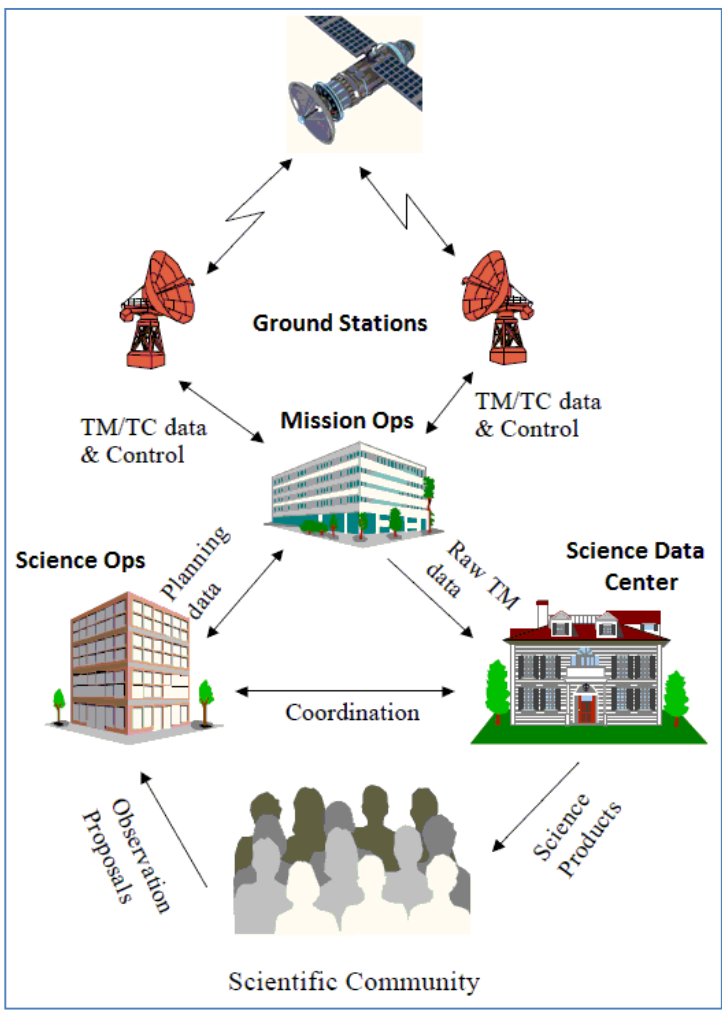 Ground Stations
TM/TC data
& Control
Mission Ops
TM/TC data
& Control
Science Ops
Planning
data
Raw TM
data
Science Data
Center
Coordination
Observation
Proposals
Science
Products
Scientific Community